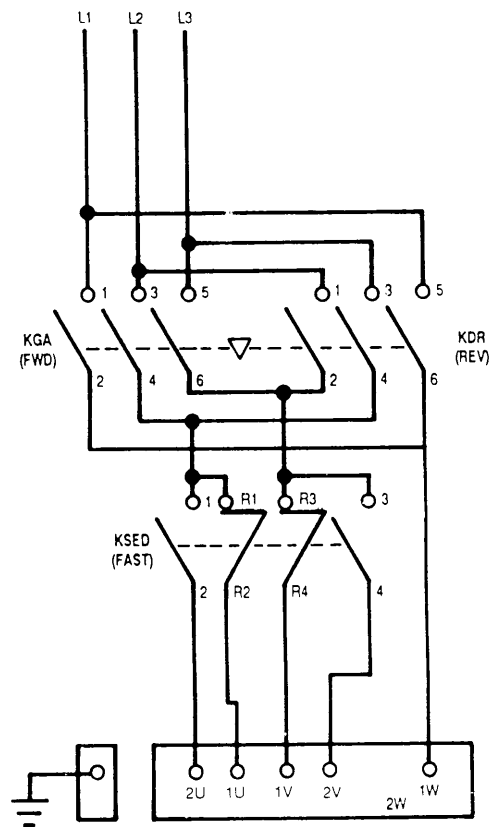 L1 L2 L3
1 3 5 1 3 5
KGA
(FWD)
KDR
(REV)
2 4 6 2 4 6
1 R1 R3 3
KSED
(FAST)
2 R2 R4 4
2U 1U 1V 2V 1W
2W